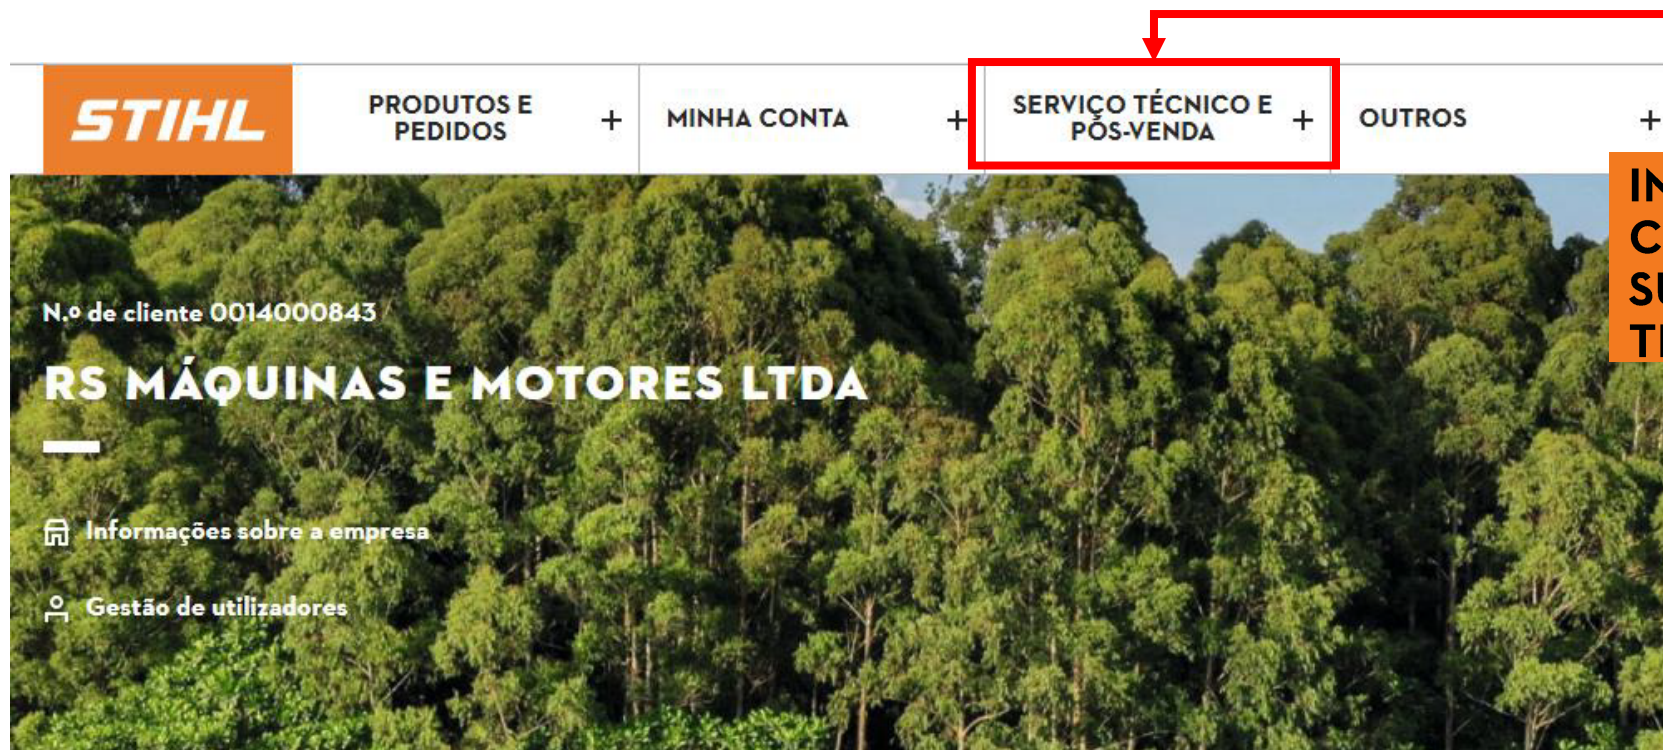 STIHL
PRODUTOS E
PEDIDOS
+
MINHA CONTA
+
SERVIÇO TÉCNICO E
PÓS-VENDA
+
OUTROS
+
N.º de cliente 0014000843
RS MÁQUINAS E MOTORES LTDA
Informações sobre a empresa
Gestão de utilizadores